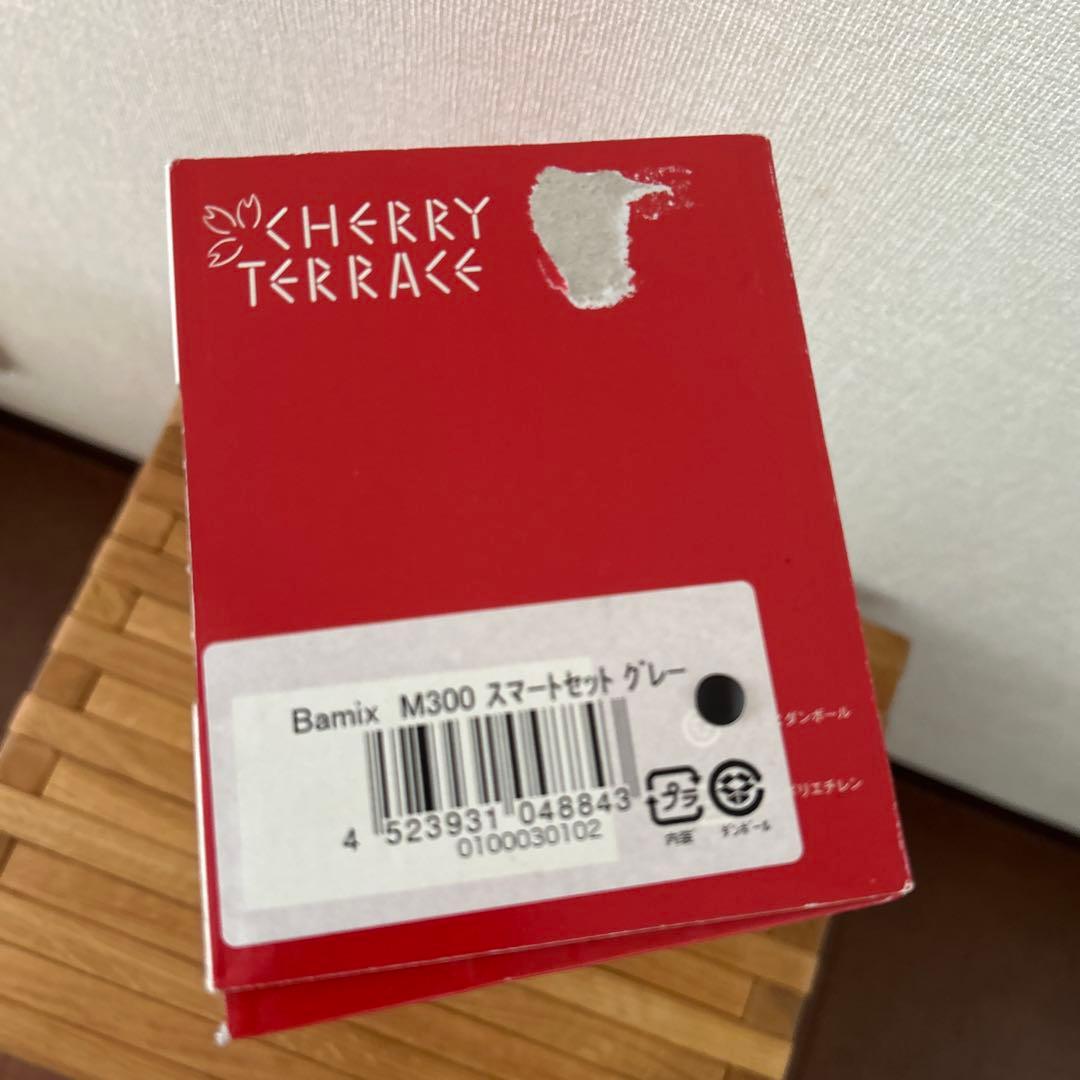 CHERRY
TERRACE
Bamix M300 スマートセット グレー
ダンボール
4 523931 048843
0100030102
プラ
内装
ダンボール
リエチレン